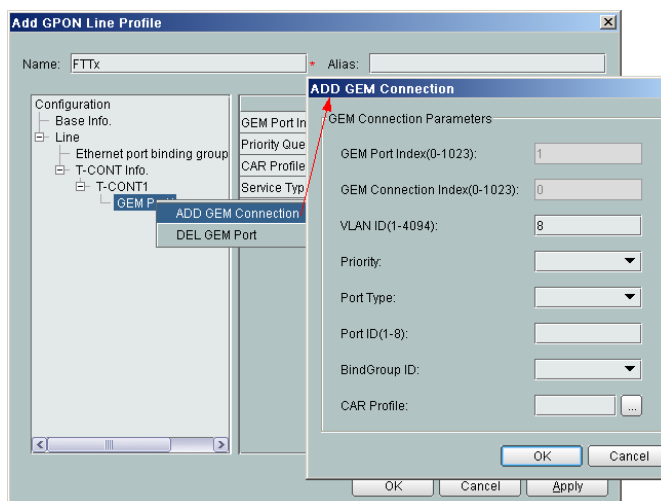 Add GPON Line Profile
Name: FTTx * Alias:
Configuration
Base Info.
Line
Ethernet port binding group
T-CONT Info.
T-CONT1
GEM
ADD GEM Connection
DEL GEM Port
GEM Port In
Priority Que
CAR Profile
Service Typ
ADD GEM Connection
GEM Connection Parameters
GEM Port Index(0-1023): 1
GEM Connection Index(0-1023): 0
VLAN ID(1-4094): 8
Priority:
Port Type:
Port ID(1-8):
BindGroup ID:
CAR Profile: ...
OK Cancel
OK Cancel Apply